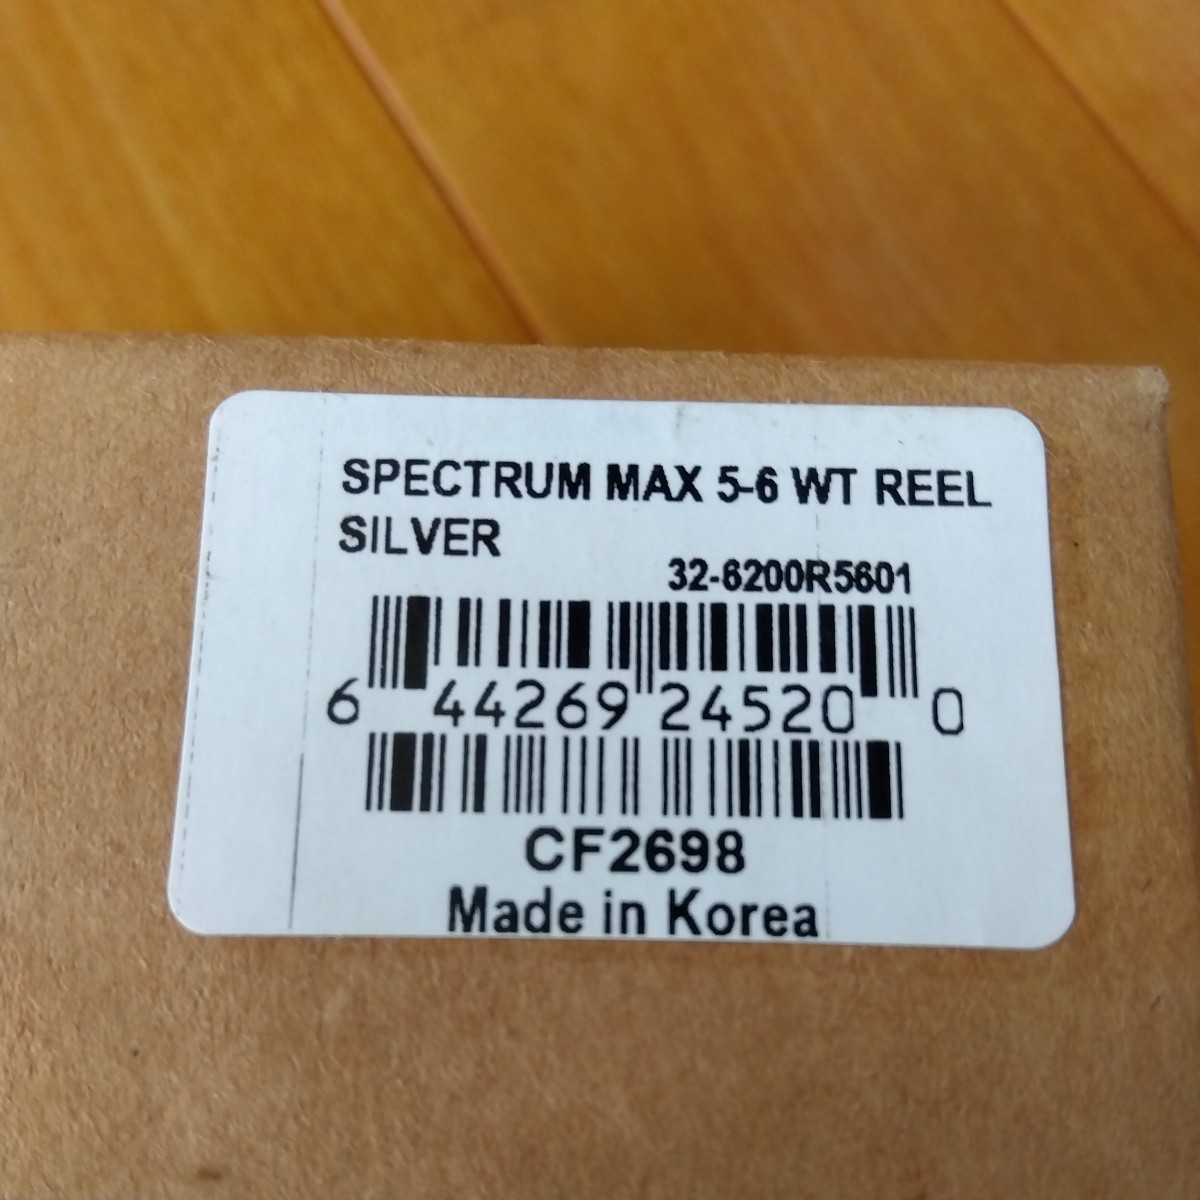 SPECTRUM MAX 5-6 WT REEL
SILVER
32-6200R5601
6 44269 24520 0
CF2698
Made in Korea